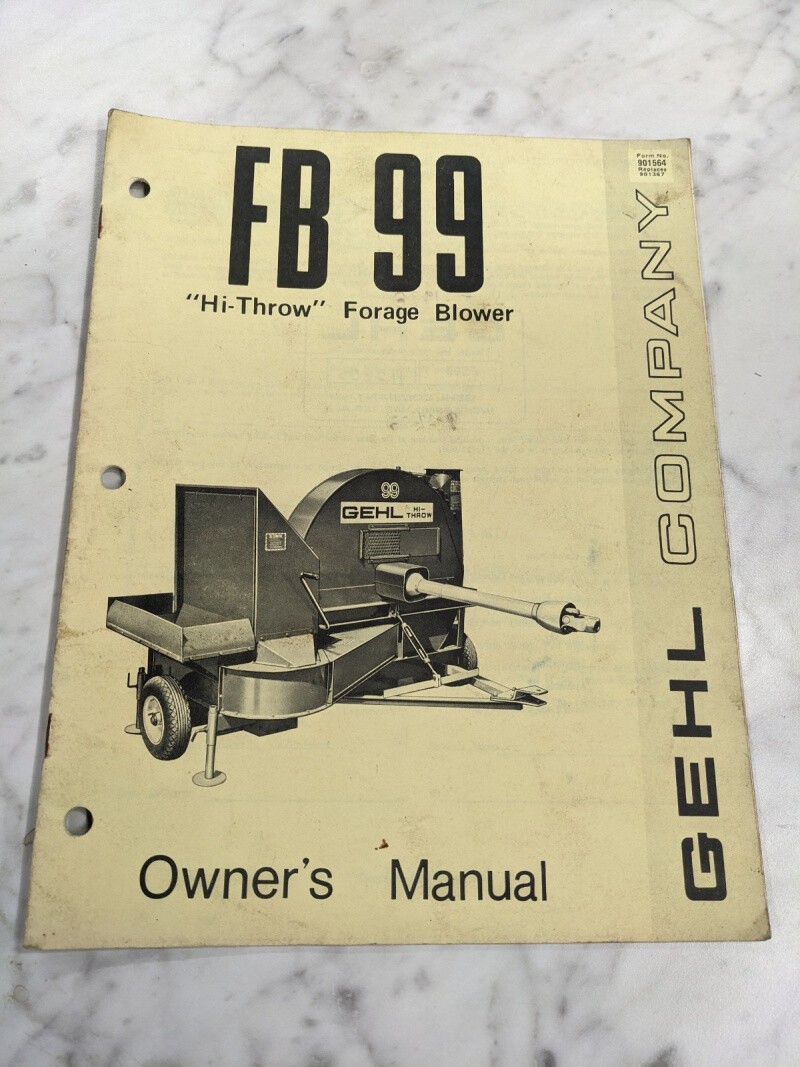 FB 99
"Hi-Throw" Forage Blower
Form No.
901564
Replaces
901367
GEHL COMPANY
99
GEHL HI-
THROW
Owner's Manual